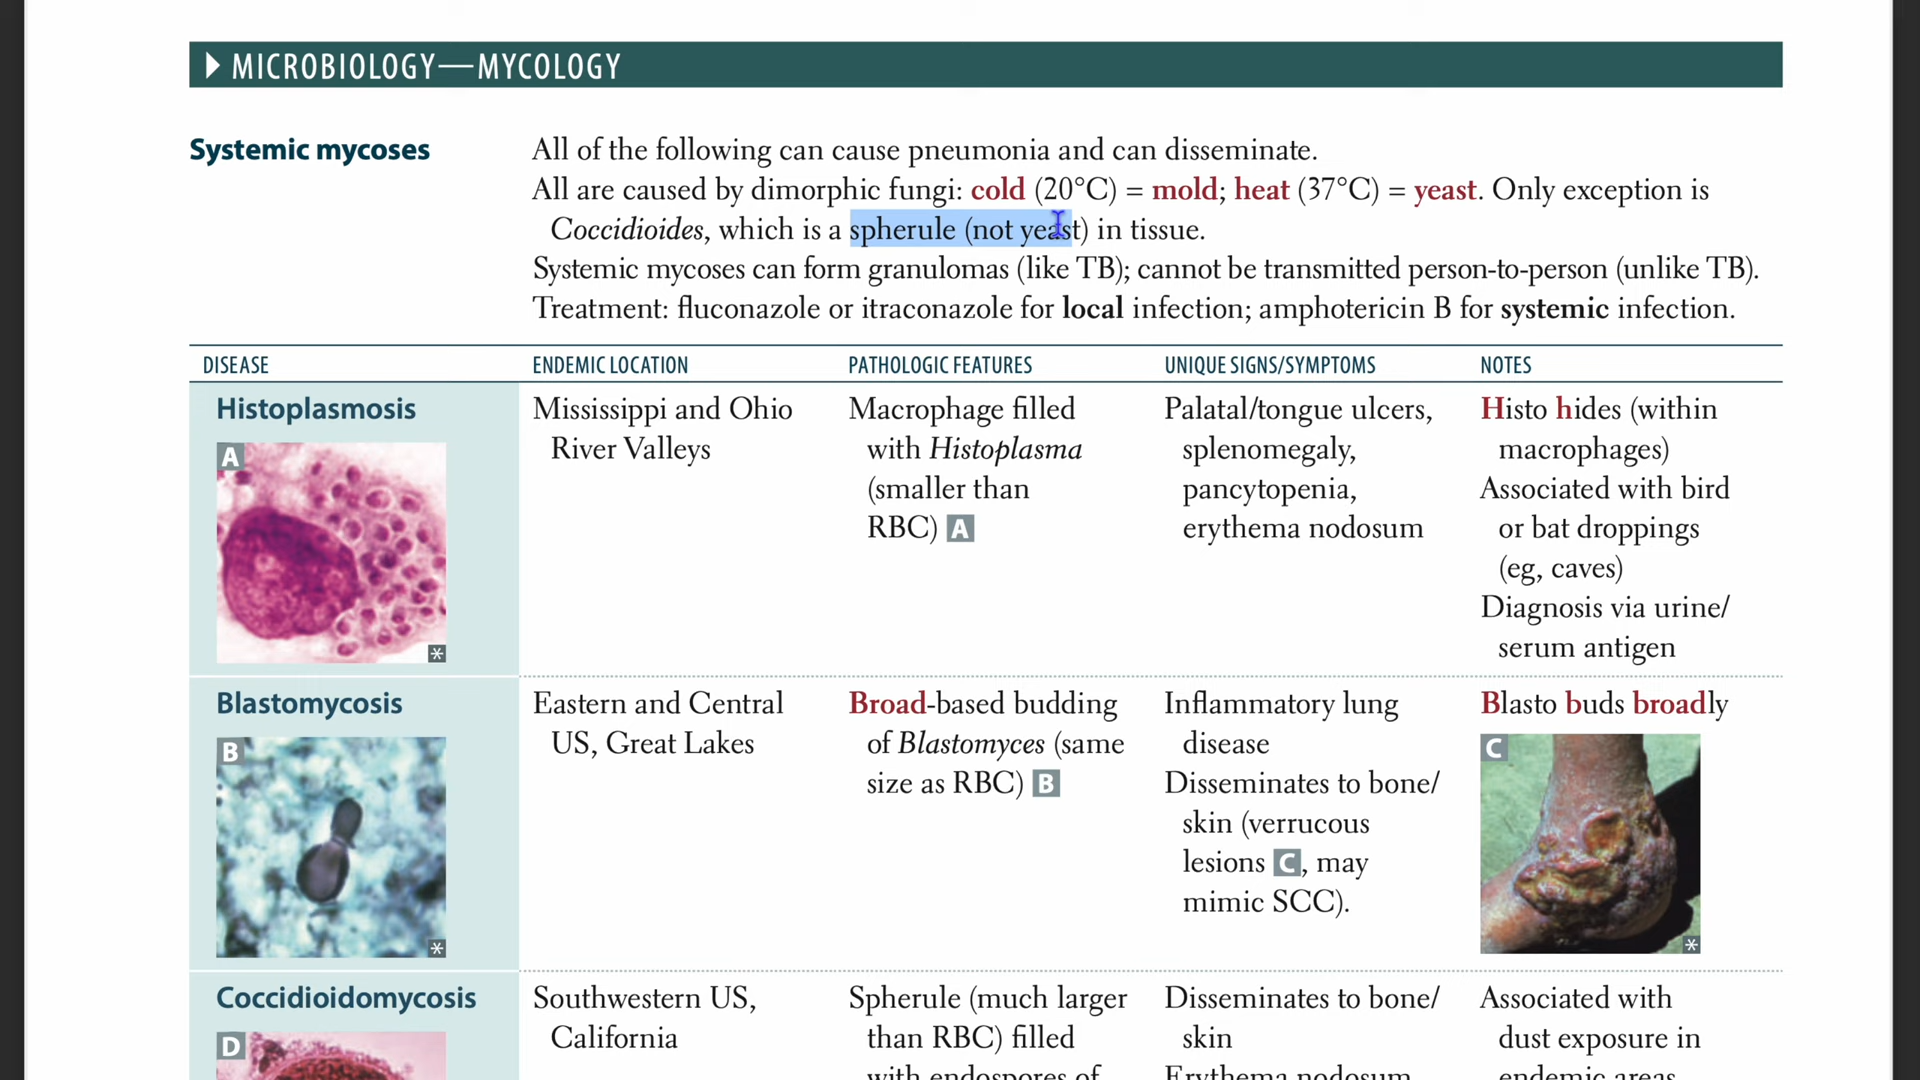 MICROBIOLOGY—MYCOLOGY
Systemic mycoses
All of the following can cause pneumonia and can disseminate.
All are caused by dimorphic fungi: cold (20°C) = mold; heat (37°C) = yeast. Only exception is
Coccidioides, which is a spherule (not yeast) in tissue.
Systemic mycoses can form granulomas (like TB); cannot be transmitted person-to-person (unlike TB).
Treatment: fluconazole or itraconazole for local infection; amphotericin B for systemic infection.
DISEASE
ENDEMIC LOCATION
PATHOLOGIC FEATURES
UNIQUE SIGNS/SYMPTOMS
NOTES
Histoplasmosis
A
Mississippi and Ohio
River Valleys
Macrophage filled
with Histoplasma
(smaller than
RBC) A
Palatal/tongue ulcers,
splenomegaly,
pancytopenia,
erythema nodosum
Histo hides (within
macrophages)
Associated with bird
or bat droppings
(eg, caves)
Diagnosis via urine/
serum antigen
Blastomycosis
B
Eastern and Central
US, Great Lakes
Broad-based budding
of Blastomyces (same
size as RBC) B
Inflammatory lung
disease
Disseminates to bone/
skin (verrucous
lesions C, may
mimic SCC).
Blasto buds broadly
C
Coccidioidomycosis
D
Southwestern US,
California
Spherule (much larger
than RBC) filled
with endospores of
Disseminates to bone/
skin
Erythema nodosum
Associated with
dust exposure in
endemic areas